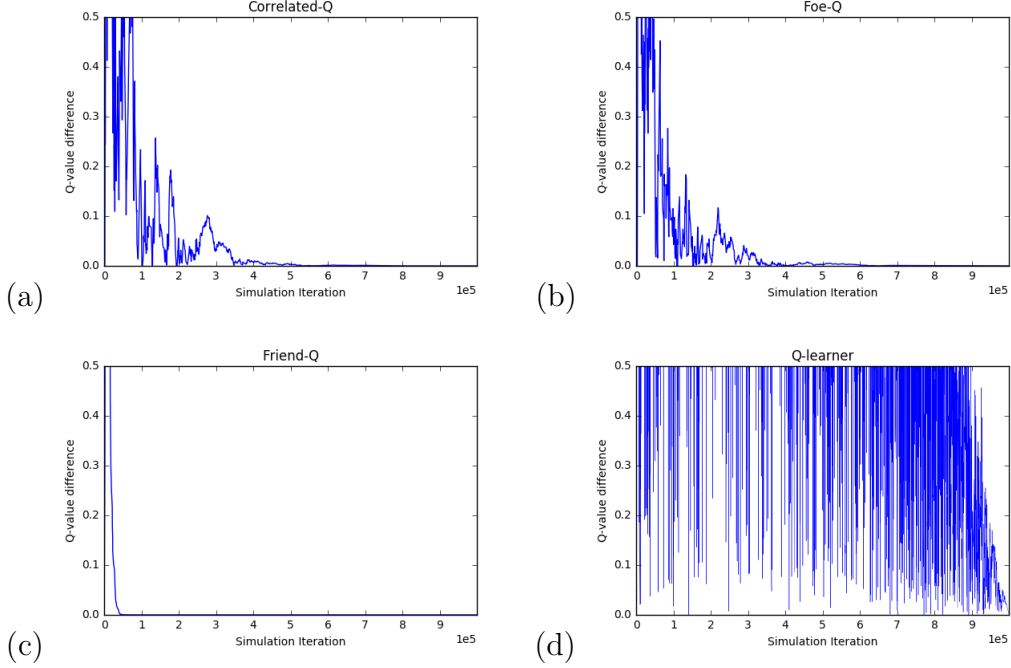 Correlated-Q
0.5
0.4
0.3
0.2
0.1
0.0
Q-value difference
0 1 2 3 4 5 6 7 8 9
1e5
Simulation Iteration
(a)
Foe-Q
0.5
0.4
0.3
0.2
0.1
0.0
Q-value difference
0 1 2 3 4 5 6 7 8 9
1e5
Simulation Iteration
(b)
Friend-Q
0.5
0.4
0.3
0.2
0.1
0.0
Q-value difference
0 1 2 3 4 5 6 7 8 9
1e5
Simulation Iteration
(c)
Q-learner
0.5
0.4
0.3
0.2
0.1
0.0
Q-value difference
0 1 2 3 4 5 6 7 8 9
1e5
Simulation Iteration
(d)